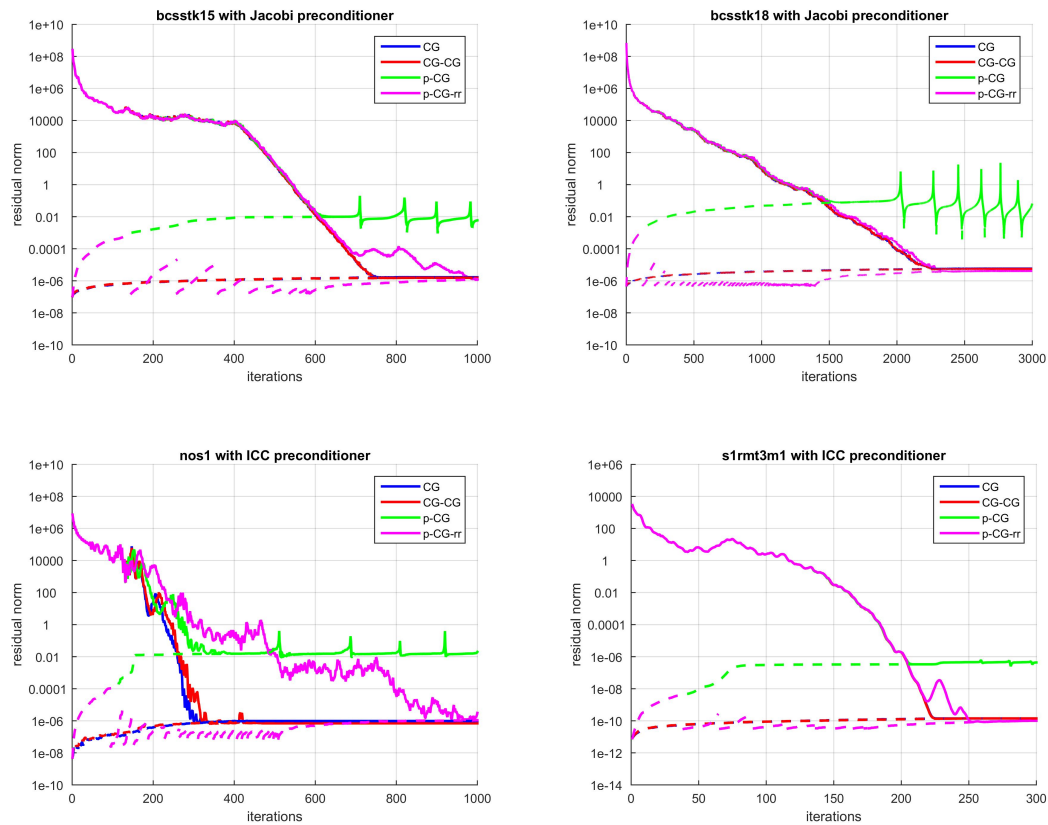 bcsstk15 with Jacobi preconditioner
1e+10
1e+08
1e+06
10000
100
1
0.01
0.0001
1e-06
1e-08
1e-10
residual norm
0
200
400
600
800
1000
iterations
CG
CG-CG
p-CG
p-CG-rr
bcsstk18 with Jacobi preconditioner
1e+10
1e+08
1e+06
10000
100
1
0.01
0.0001
1e-06
1e-08
1e-10
residual norm
0
500
1000
1500
2000
2500
3000
iterations
CG
CG-CG
p-CG
p-CG-rr
nos1 with ICC preconditioner
1e+10
1e+08
1e+06
10000
100
1
0.01
0.0001
1e-06
1e-08
1e-10
residual norm
0
200
400
600
800
1000
iterations
CG
CG-CG
p-CG
p-CG-rr
s1rmt3m1 with ICC preconditioner
1e+06
10000
100
1
0.01
0.0001
1e-06
1e-08
1e-10
1e-12
1e-14
residual norm
0
50
100
150
200
250
300
iterations
CG
CG-CG
p-CG
p-CG-rr